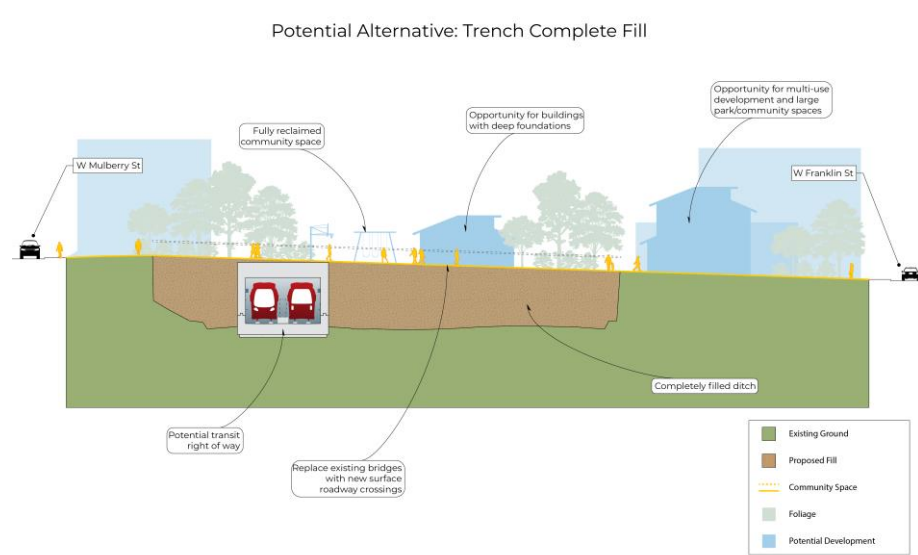 Potential Alternative: Trench Complete Fill
Opportunity for multi-use
development and large
park/community spaces
Opportunity for buildings
with deep foundations
Fully reclaimed
community space
W Mulberry St
W Franklin St
Completely filled ditch
Potential transit
right of way
Replace existing bridges
with new surface
roadway crossings
Existing Ground
Proposed Fill
Community Space
Foliage
Potential Development